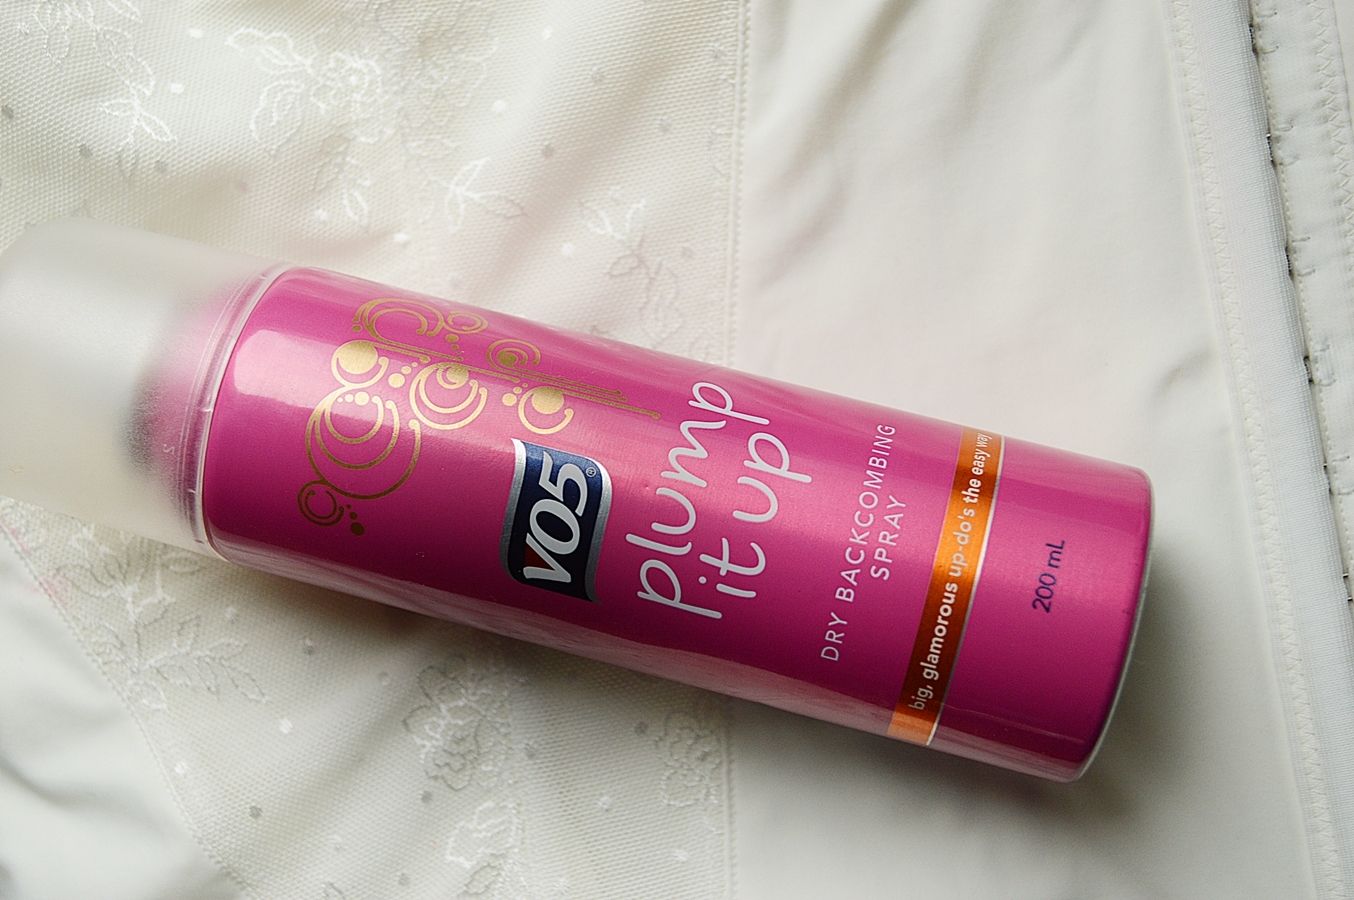 VO5®
plump
it up
DRY BACKCOMBING
SPRAY
big, glamorous up-do's the easy way
200 mL